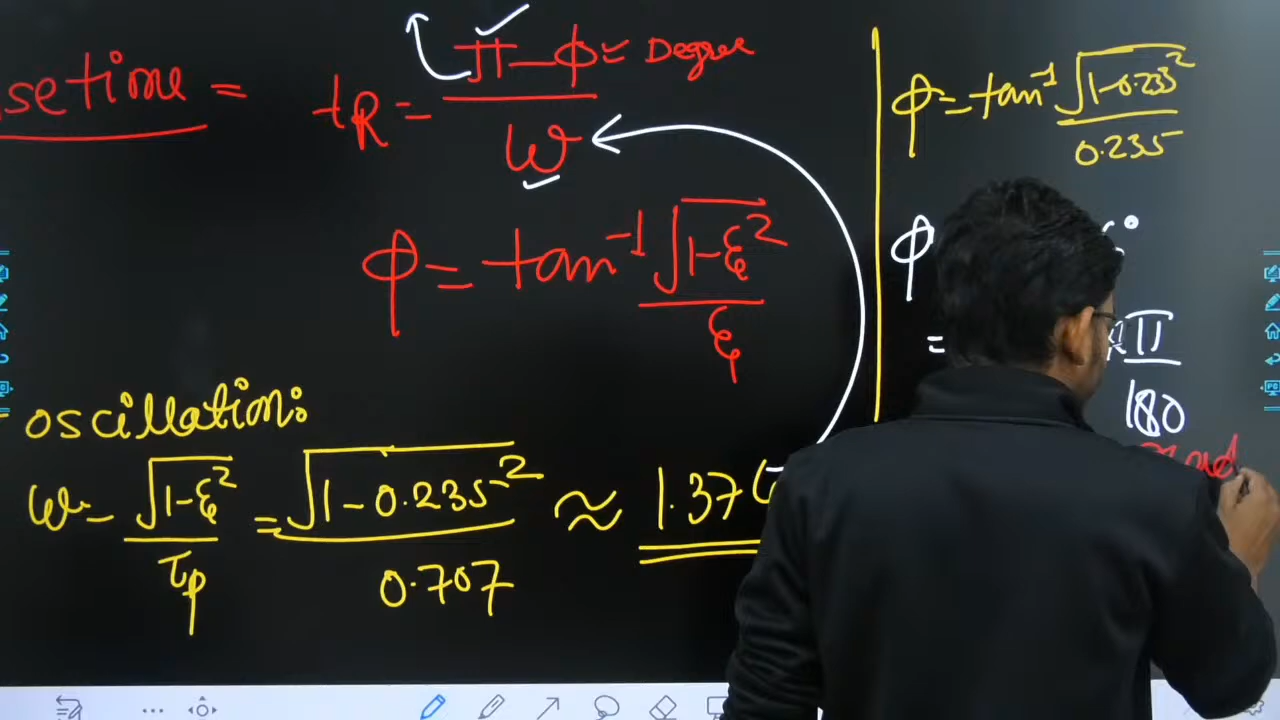 setime = tR = π-φ / ω
Degree
φ = tan⁻¹ √1-ξ² / ξ
oscillation:
ω = √1-ξ² / τp = √1-0.235² / 0.707 ≈ 1.37
φ = tan⁻¹ √1-0.235² / 0.235
φ
= π / 180
rad